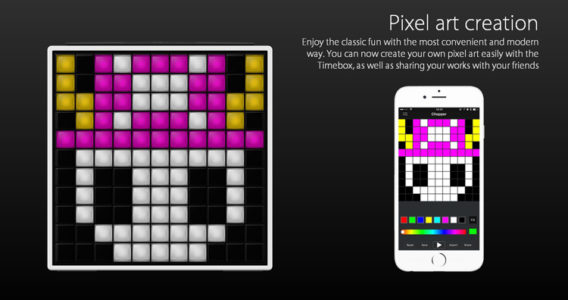 Pixel art creation
Enjoy the classic fun with the most convenient and modern
way. You can now create your own pixel art easily with the
Timebox, as well as sharing your works with your friends
Chopper